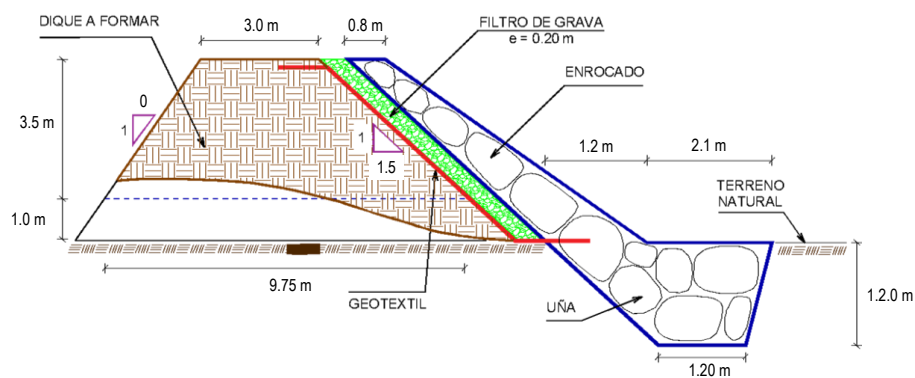 DIQUE A FORMAR
3.0 m
0.8 m
FILTRO DE GRAVA
e = 0.20 m
ENROCADO
3.5 m
0
1
1
1.5
1.2 m
2.1 m
TERRENO
NATURAL
1.0 m
9.75 m
GEOTEXTIL
UÑA
1.2.0 m
1.20 m